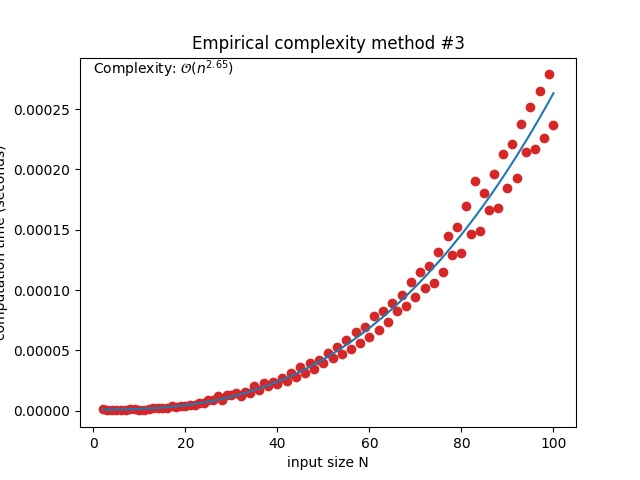 Empirical complexity method #3
Complexity: 𝒪(n^2.65)
0.00025
0.00020
0.00015
0.00010
0.00005
0.00000
computation time (seconds)
0 20 40 60 80 100
input size N